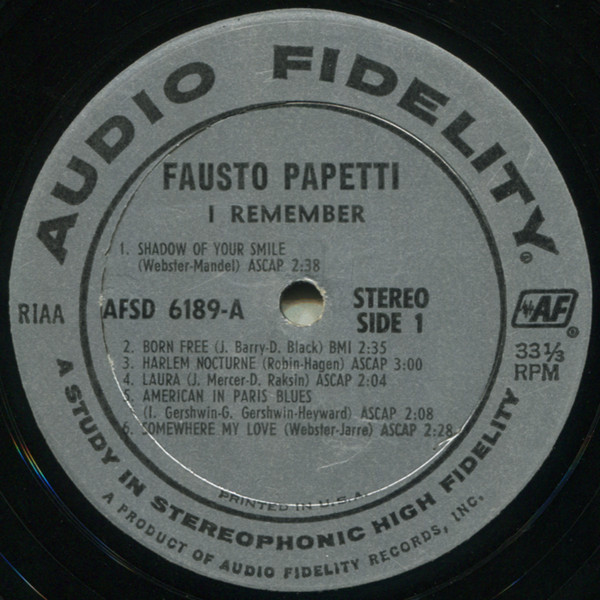 AUDIO FIDELITY
FAUSTO PAPETTI
I REMEMBER
1. SHADOW OF YOUR SMILE
(Webster-Mandel) ASCAP 2:38
RIAA
AFSD 6189-A
STEREO
SIDE 1
AF
33⅓
RPM
2. BORN FREE (J. Barry-D. Black) BMI 2:35
3. HARLEM NOCTURNE (Robin-Hagen) ASCAP 3:00
4. LAURA (J. Mercer-D. Raksin) ASCAP 2:04
5. AMERICAN IN PARIS BLUES
(I. Gershwin-G. Gershwin-Heyward) ASCAP 2:08
6. SOMEWHERE MY LOVE (Webster-Jarre) ASCAP 2:28
PRINTED IN U.S.A.
A STUDY IN STEREOPHONIC HIGH FIDELITY
A PRODUCT OF AUDIO FIDELITY RECORDS, INC.